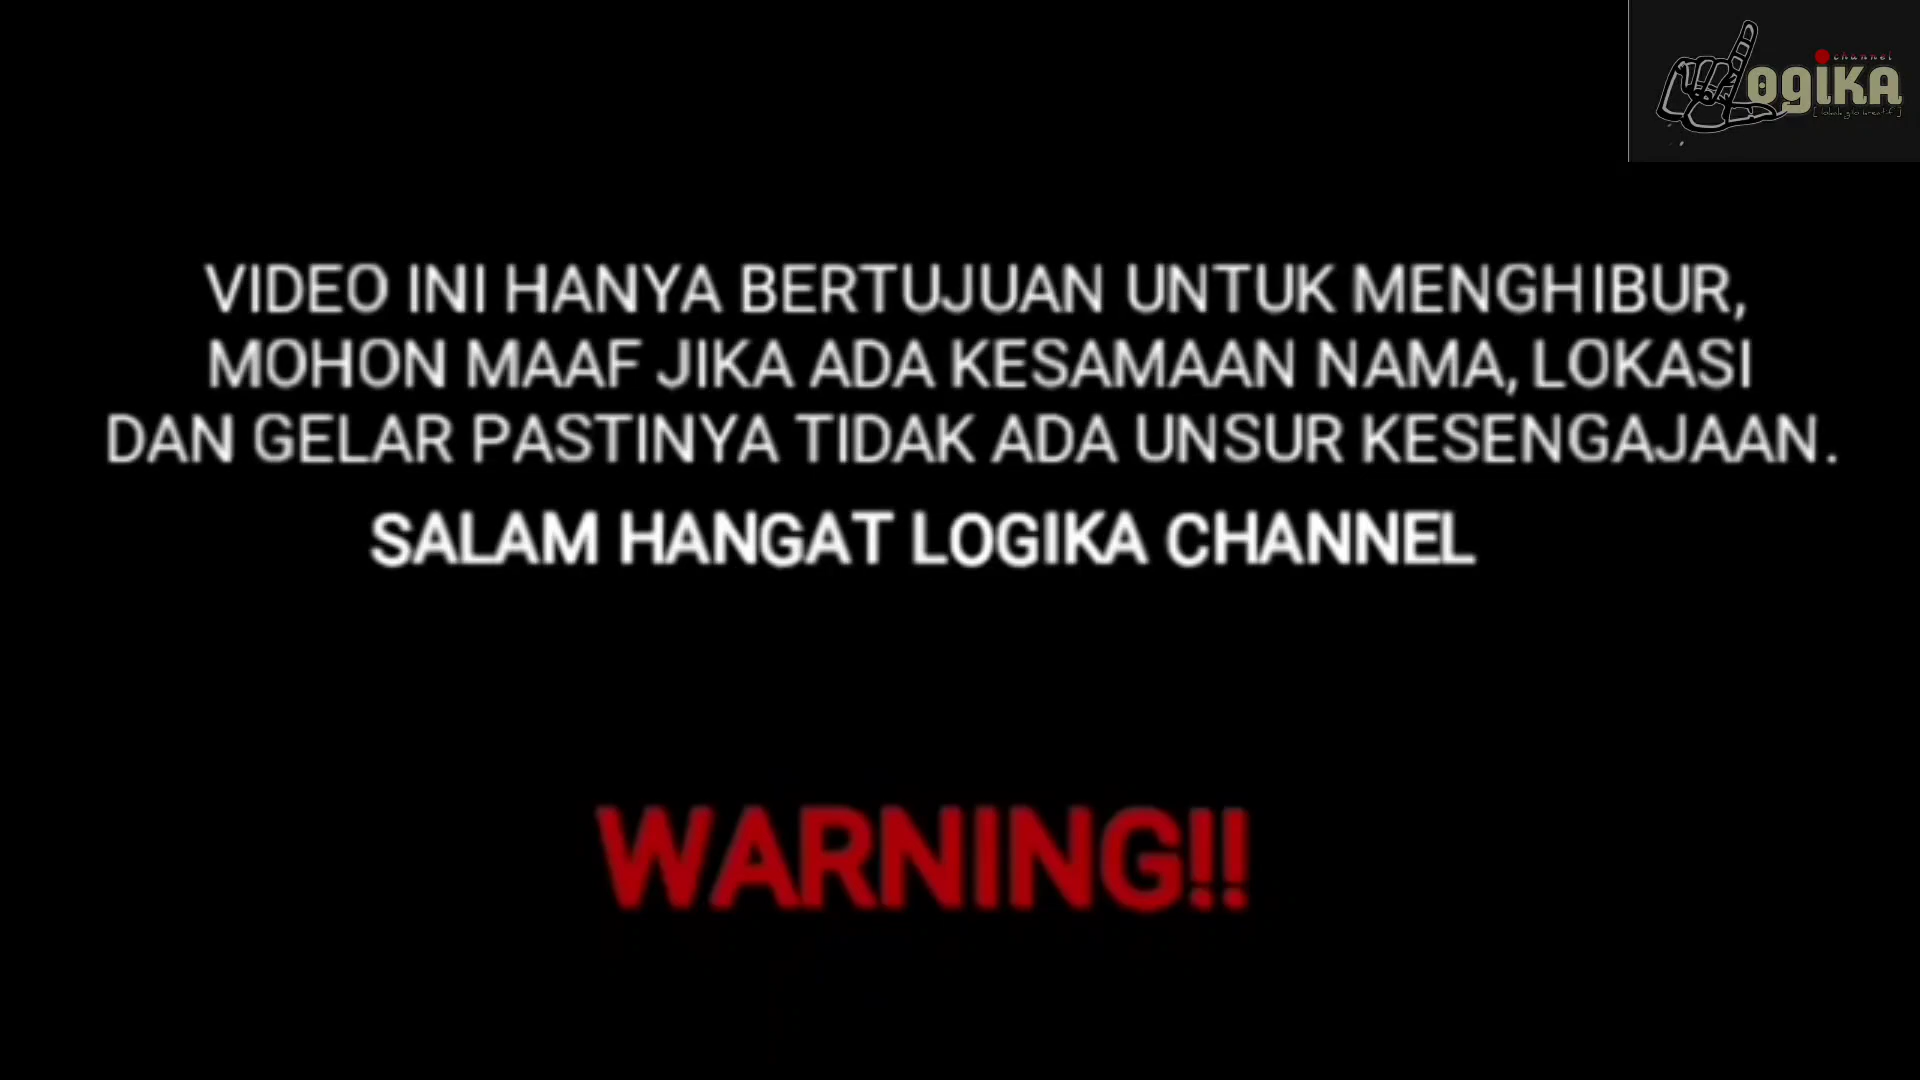 channel
LogiKA
VIDEO INI HANYA BERTUJUAN UNTUK MENGHIBUR,
MOHON MAAF JIKA ADA KESAMAAN NAMA, LOKASI
DAN GELAR PASTINYA TIDAK ADA UNSUR KESENGAJAAN.
SALAM HANGAT LOGIKA CHANNEL
WARNING!!